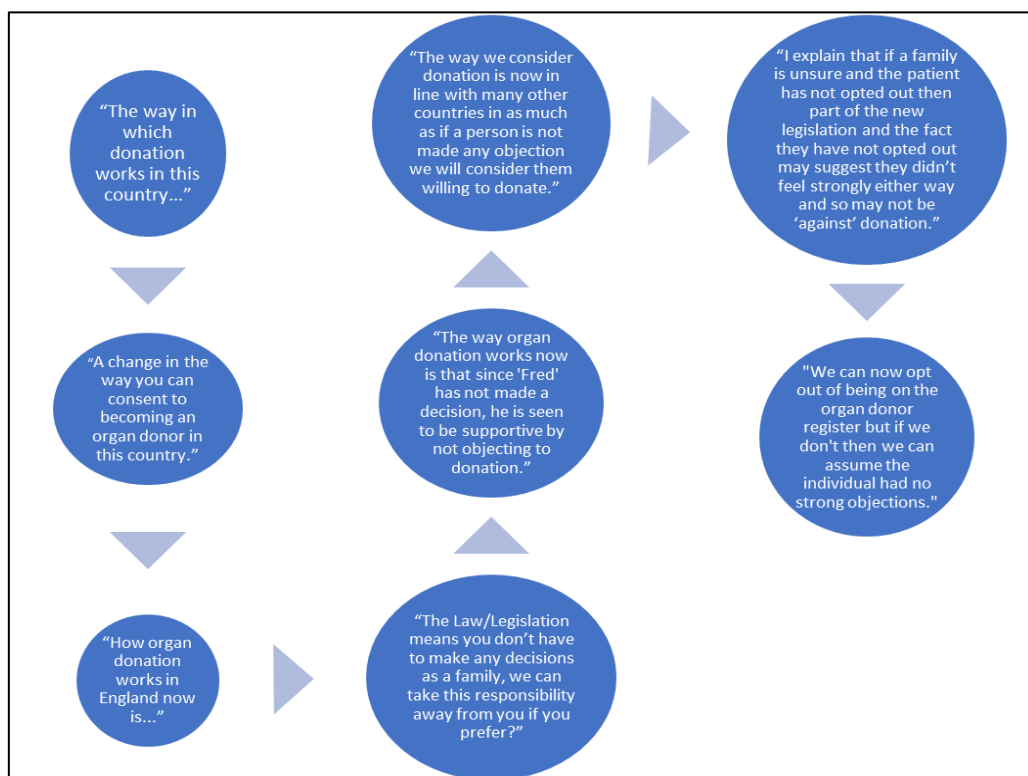 “The way in
which
donation
works in this
country...”
“A change in the
way you can
consent to
becoming an
organ donor in
this country.”
“How organ
donation
works in
England now
is...”
“The Law/Legislation
means you don’t have
to make any decisions
as a family, we can
take this responsibility
away from you if you
prefer?”
“The way organ
donation works now
is that since 'Fred'
has not made a
decision, he is seen
to be supportive by
not objecting to
donation.”
“The way we consider
donation is now in
line with many other
countries in as much
as if a person is not
made any objection
we will consider them
willing to donate.”
“I explain that if a family
is unsure and the patient
has not opted out then
part of the new
legislation and the fact
they have not opted out
may suggest they didn’t
feel strongly either way
and so may not be
‘against’ donation.”
"We can now opt
out of being on the
organ donor
register but if we
don't then we can
assume the
individual had no
strong objections."